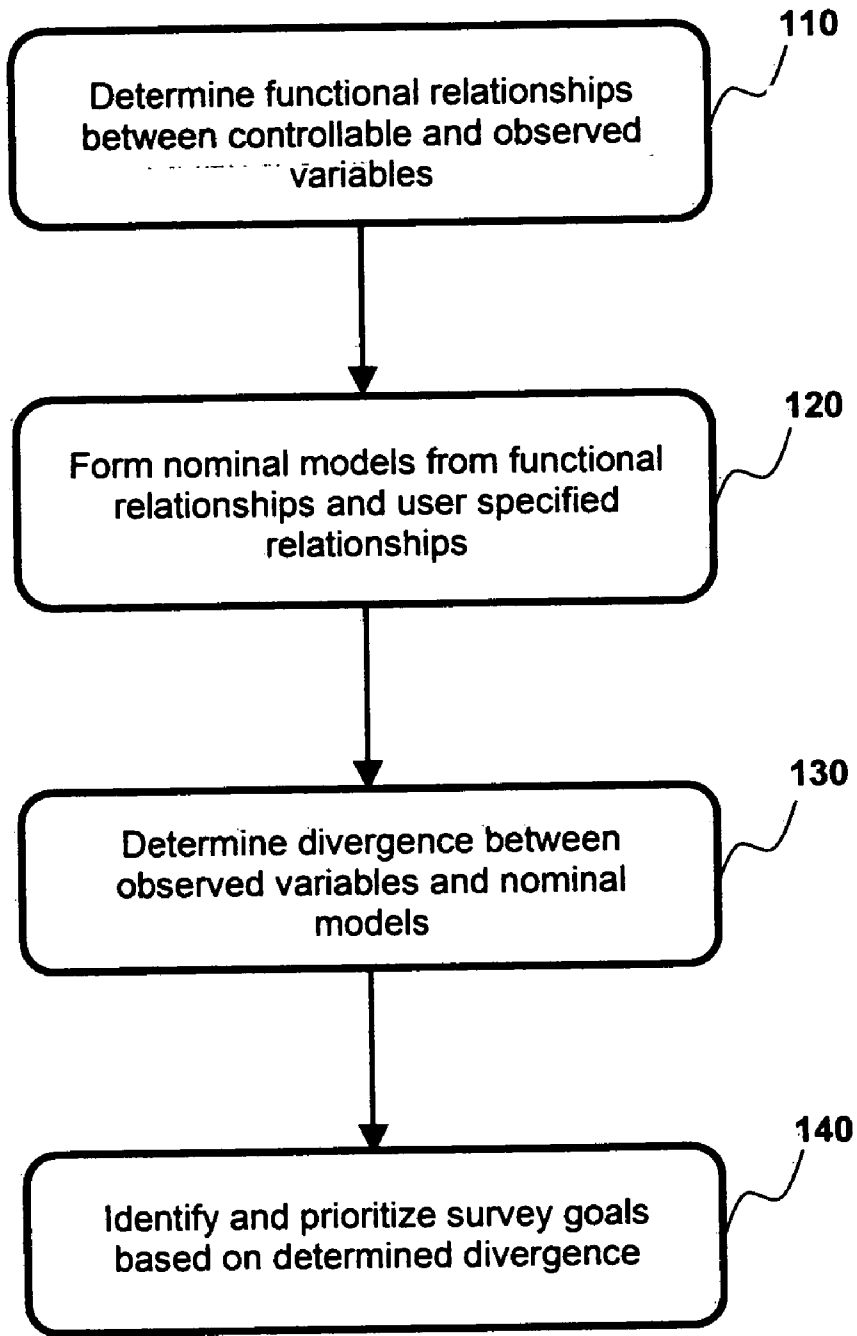 110
Determine functional relationships
between controllable and observed
variables
120
Form nominal models from functional
relationships and user specified
relationships
130
Determine divergence between
observed variables and nominal
models
140
Identify and prioritize survey goals
based on determined divergence